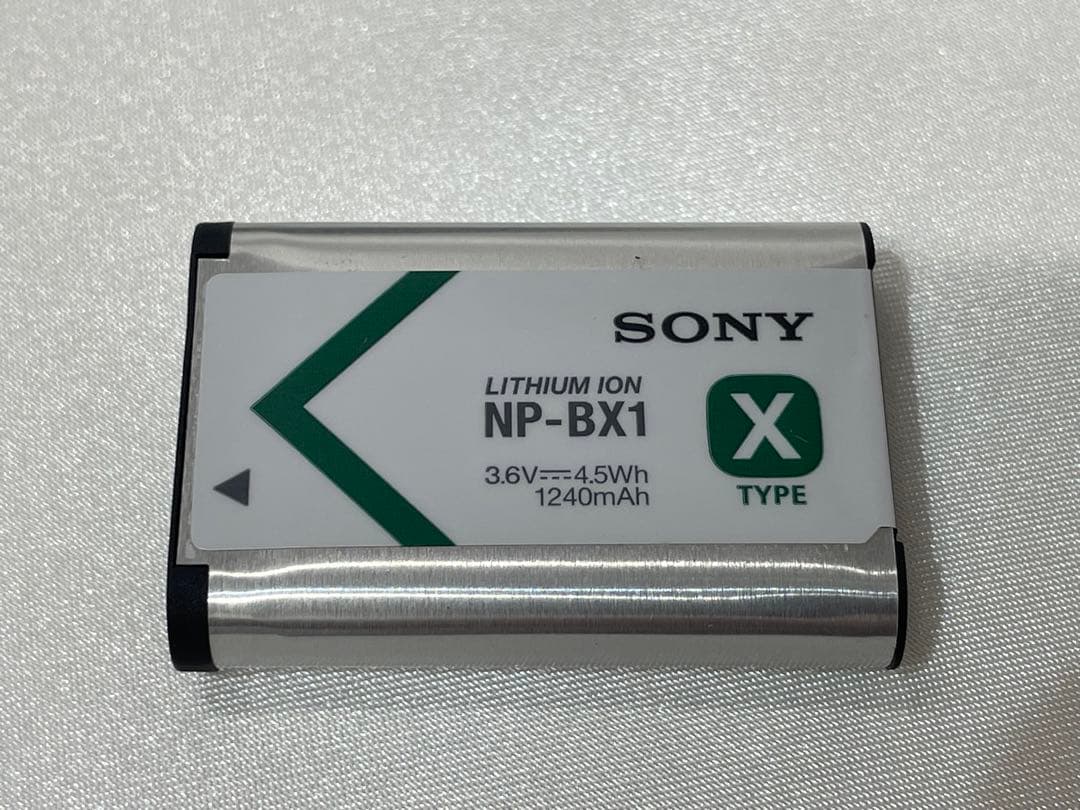 SONY
LITHIUM ION
NP-BX1
3.6V⎓4.5Wh
1240mAh
X
TYPE